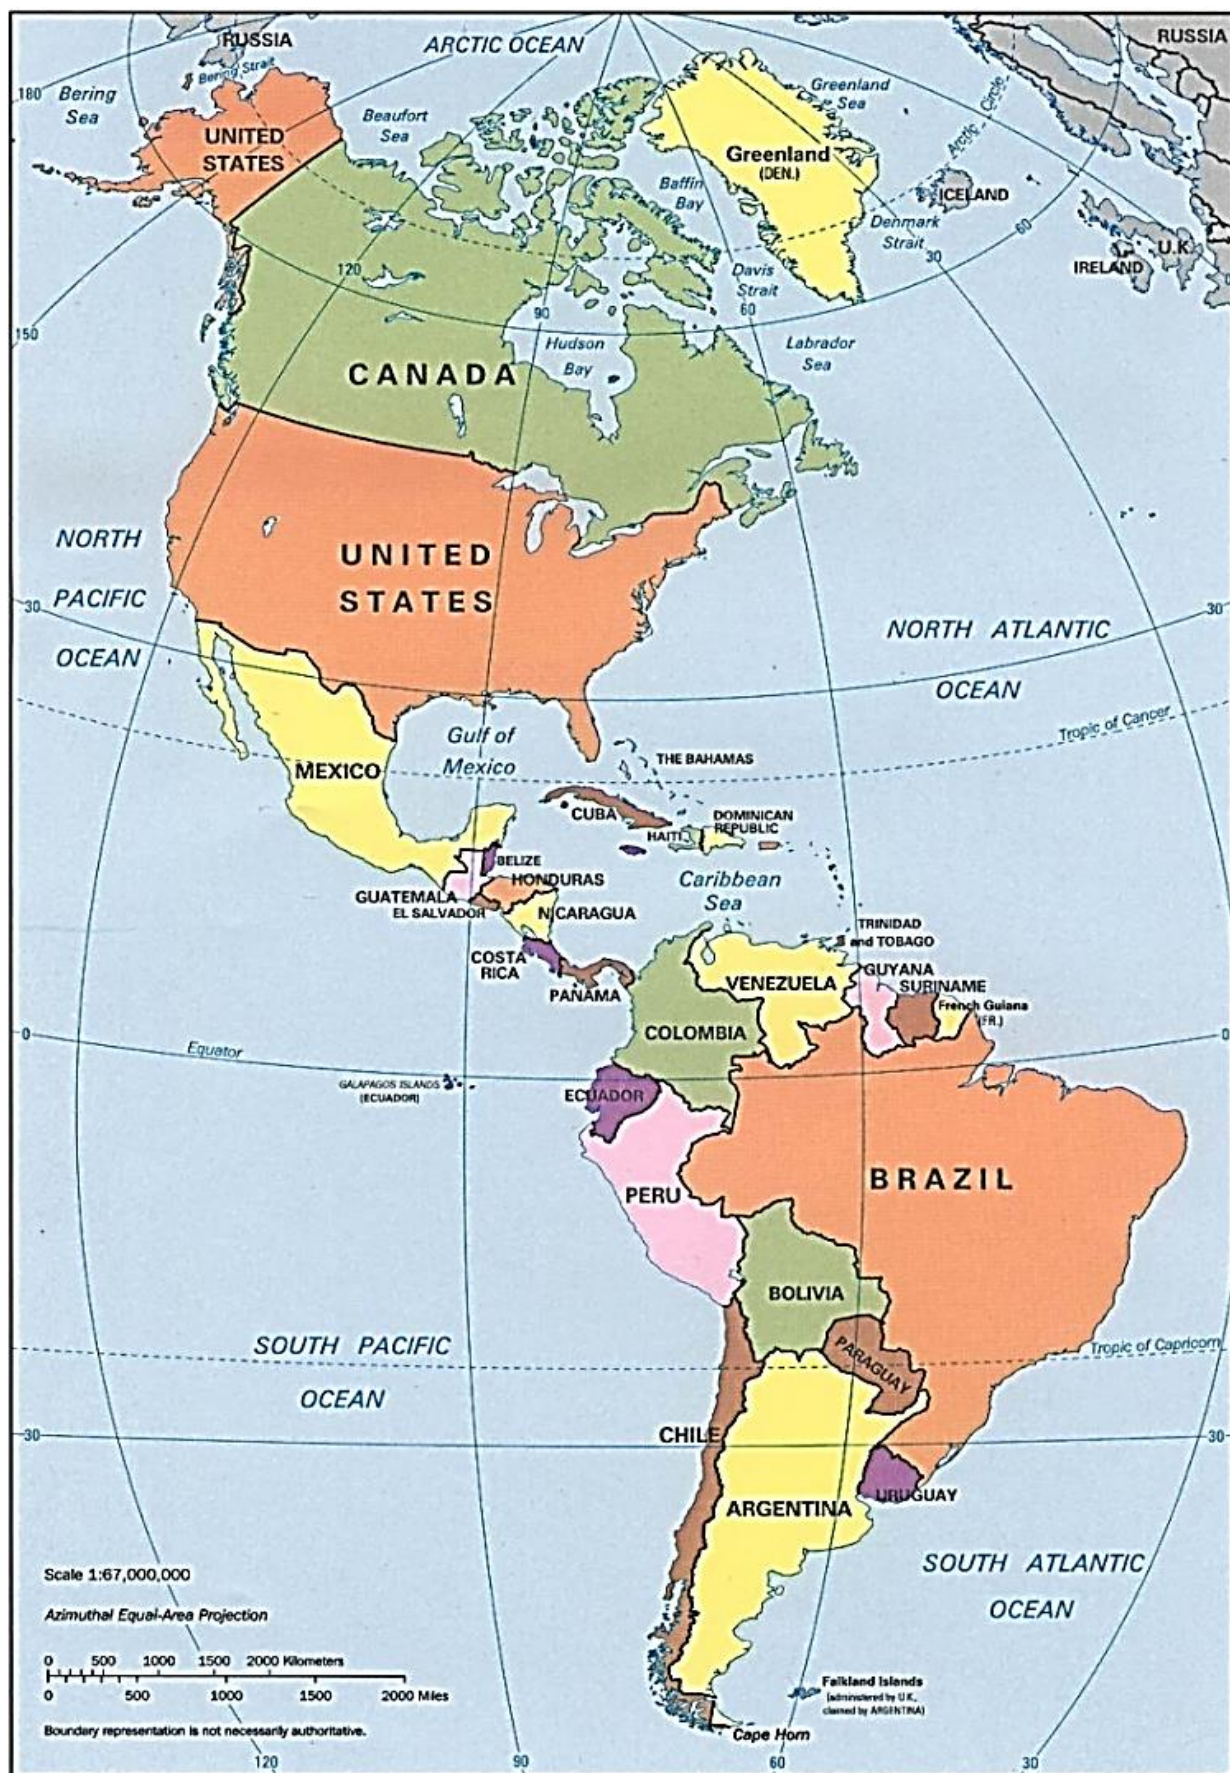 RUSSIA
ARCTIC OCEAN
RUSSIA
Bering Strait
180
Bering
Sea
Beaufort
Sea
Greenland
Sea
Arctic Circle
UNITED
STATES
Greenland
(DEN.)
Baffin
Bay
ICELAND
Denmark
Strait
60
U.K.
IRELAND
30
120
Davis
Strait
90
60
150
Hudson
Bay
Labrador
Sea
CANADA
NORTH
PACIFIC
OCEAN
UNITED
STATES
30
30
NORTH ATLANTIC
OCEAN
Tropic of Cancer
Gulf of
Mexico
THE BAHAMAS
MEXICO
CUBA
DOMINICAN
REPUBLIC
HAITI
BELIZE
HONDURAS
GUATEMALA
EL SALVADOR
NICARAGUA
Caribbean
Sea
TRINIDAD
and TOBAGO
COSTA
RICA
PANAMA
VENEZUELA
GUYANA
SURINAME
French Guiana
(FR.)
COLOMBIA
0
0
Equator
GALAPAGOS ISLANDS
(ECUADOR)
ECUADOR
PERU
BRAZIL
BOLIVIA
SOUTH PACIFIC
OCEAN
PARAGUAY
Tropic of Capricorn
30
CHILE
30
ARGENTINA
URUGUAY
SOUTH ATLANTIC
OCEAN
Scale 1:67,000,000
Azimuthal Equal-Area Projection
0 500 1000 1500 2000 Kilometers
0 500 1000 1500 2000 Miles
Boundary representation is not necessarily authoritative.
Falkland Islands
(administered by U.K.,
claimed by ARGENTINA)
Cape Horn
120
90
60
30